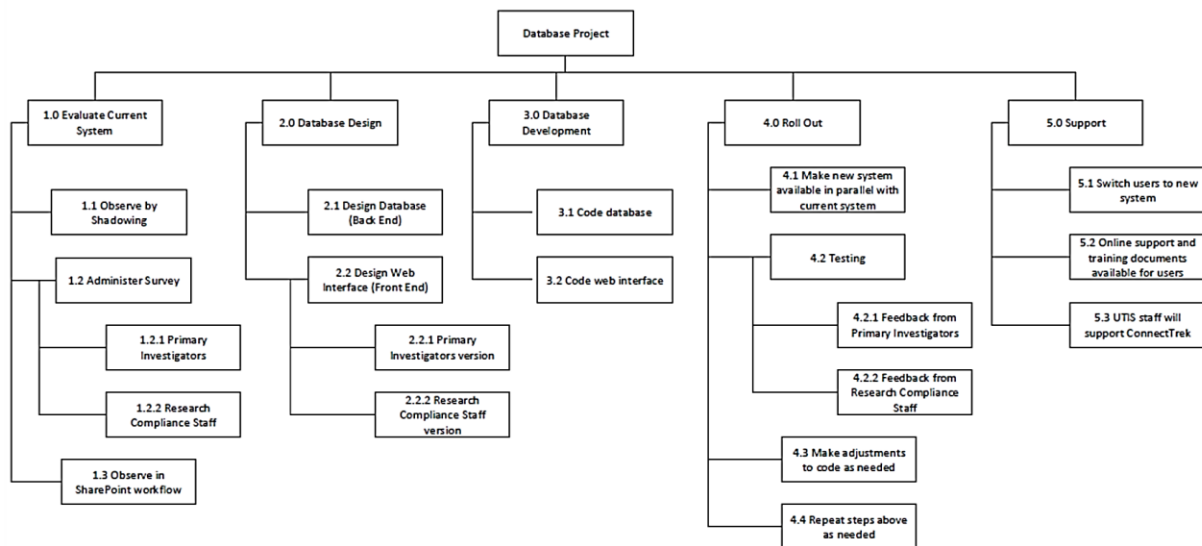 Database Project
1.0 Evaluate Current
System
2.0 Database Design
3.0 Database
Development
4.0 Roll Out
5.0 Support
1.1 Observe by
Shadowing
1.2 Administer Survey
1.2.1 Primary
Investigators
1.2.2 Research
Compliance Staff
1.3 Observe in
SharePoint workflow
2.1 Design Database
(Back End)
2.2 Design Web
Interface (Front End)
2.2.1 Primary
Investigators version
2.2.2 Research
Compliance Staff
version
3.1 Code database
3.2 Code web interface
4.1 Make new system
available in parallel with
current system
4.2 Testing
4.2.1 Feedback from
Primary Investigators
4.2.2 Feedback from
Research Compliance
Staff
4.3 Make adjustments
to code as needed
4.4 Repeat steps above
as needed
5.1 Switch users to new
system
5.2 Online support and
training documents
available for users
5.3 UTIS staff will
support ConnectTrek